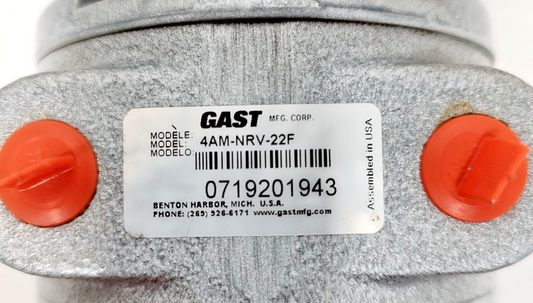 GAST MFG. CORP.
MODÈLE:
MODEL: 4AM-NRV-22F
MODELO:
0719201943
BENTON HARBOR, MICH. U.S.A.
PHONE: (269) 926-6171 www.gastmfg.com
Assembled in USA